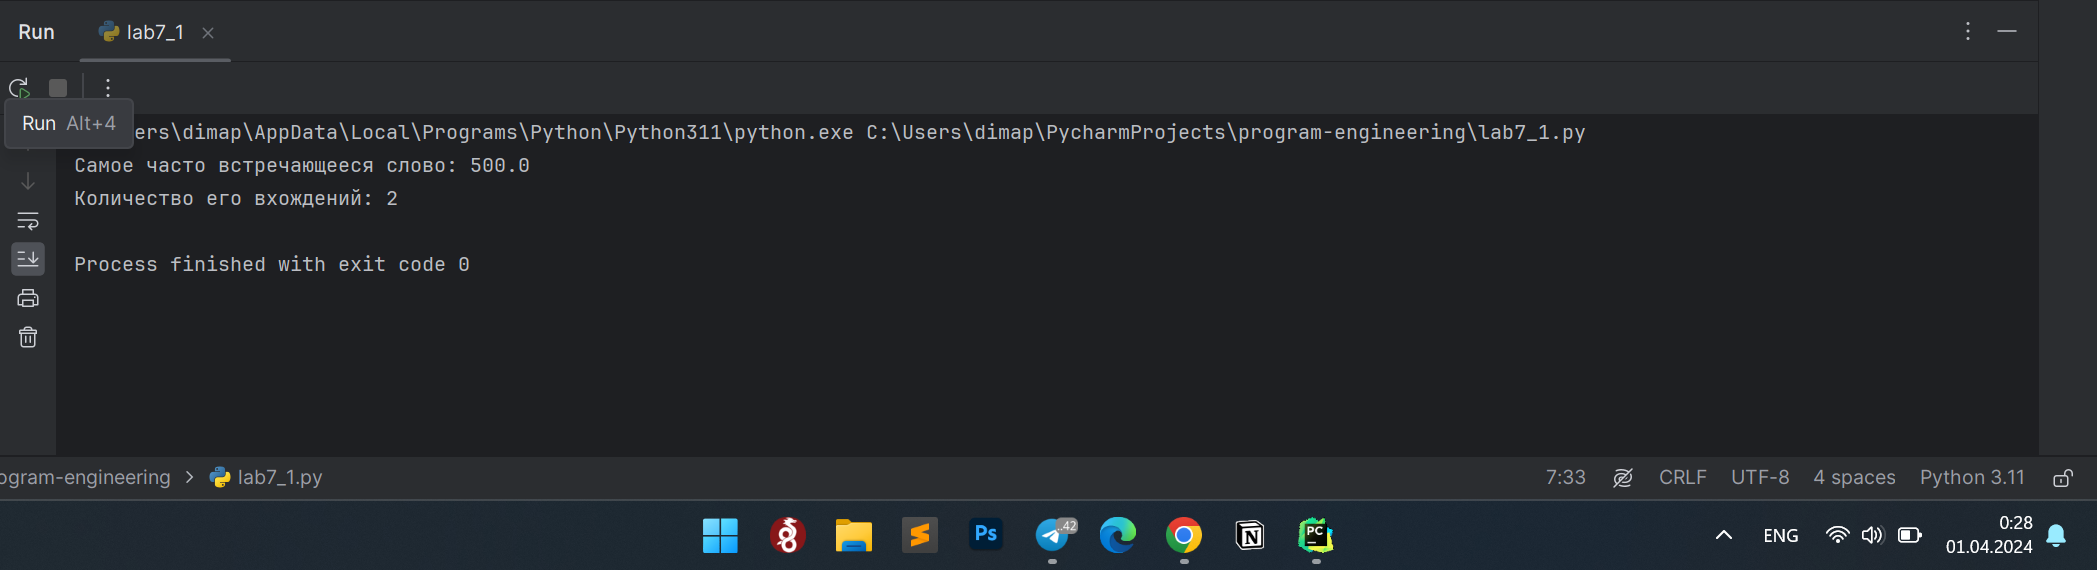 Run lab7_1
Run Alt+4
ers\dimap\AppData\Local\Programs\Python\Python311\python.exe C:\Users\dimap\PycharmProjects\program-engineering\lab7_1.py
Самое часто встречающееся слово: 500.0
Количество его вхождений: 2
Process finished with exit code 0
ogram-engineering > lab7_1.py 7:33 CRLF UTF-8 4 spaces Python 3.11
Ps ..42 N PC ENG 0:28
01.04.2024